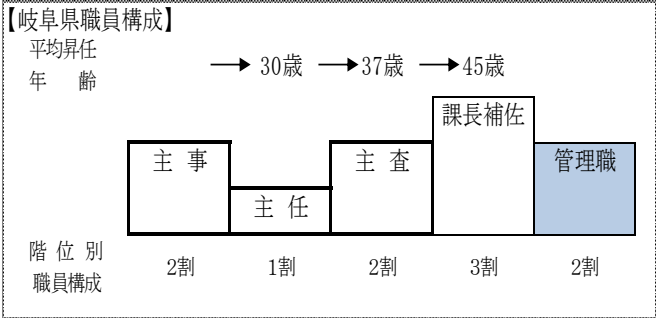 【岐阜県職員構成】
平均昇任
年　齢
→ 30歳 → 37歳 → 45歳
課長補佐
主 事
主 査
管理職
主 任
階 位 別
職員構成
2割 1割 2割 3割 2割